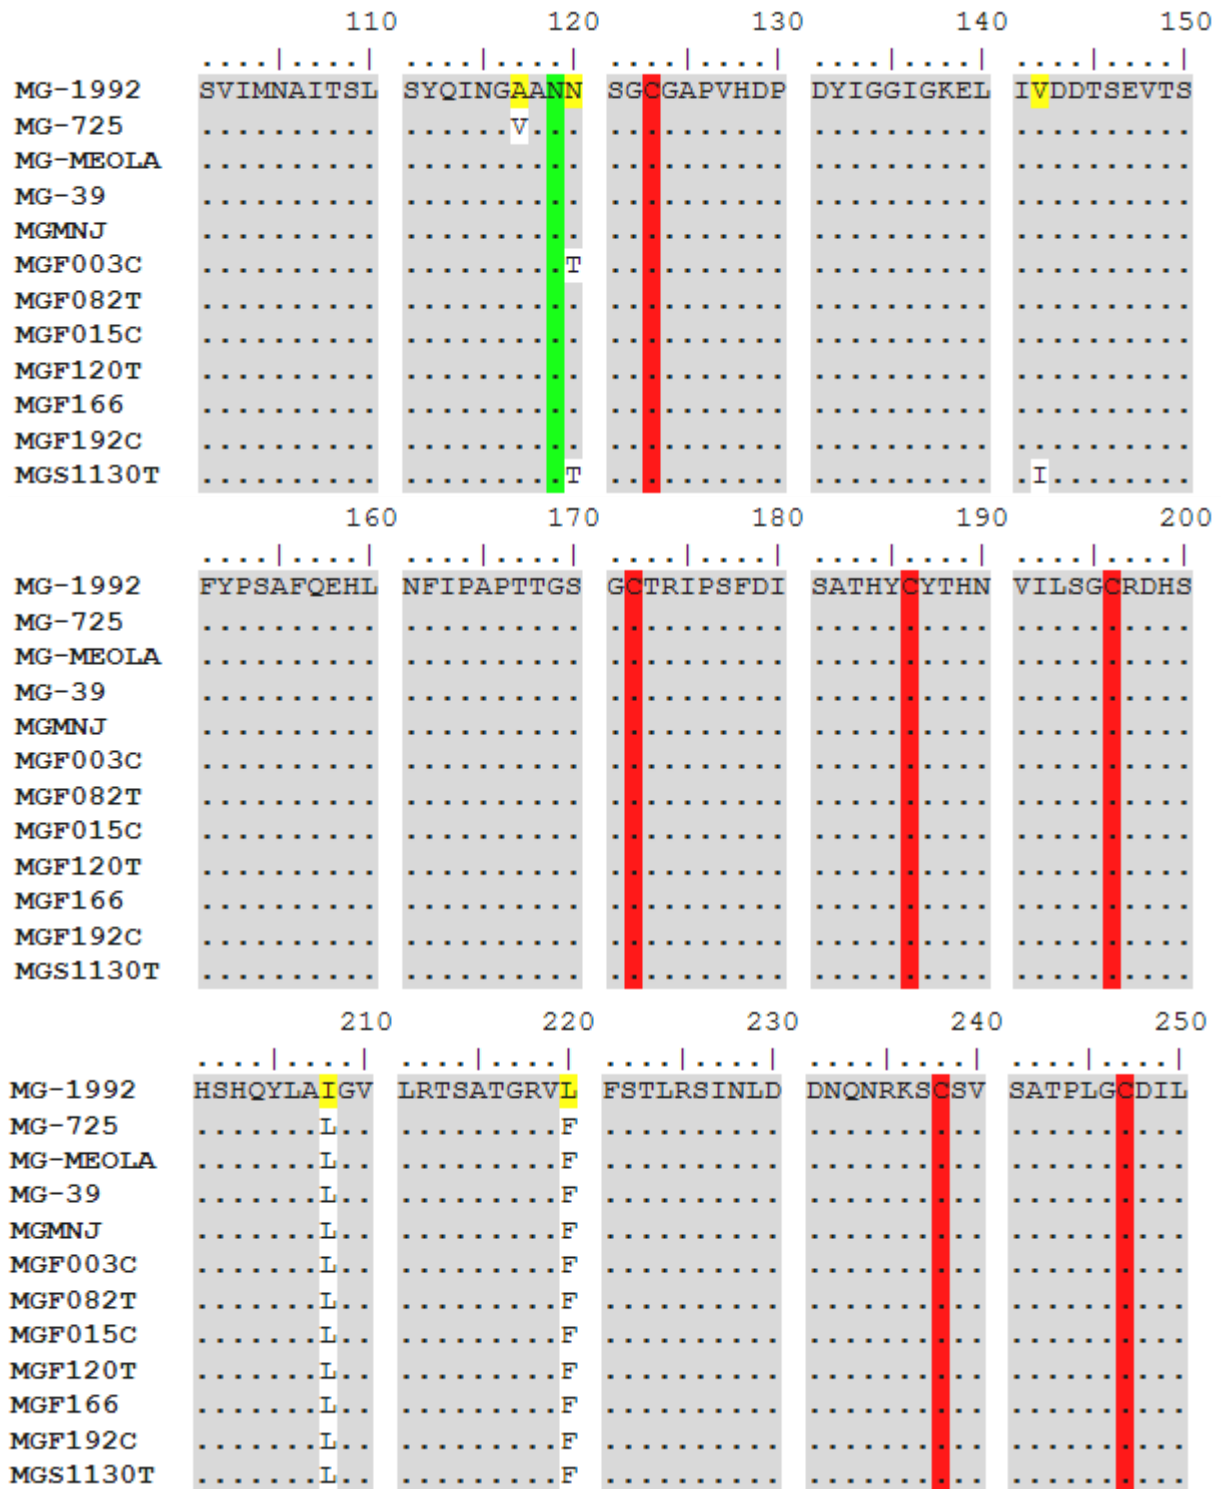 110 120 130 140 150
....|....| ....|....| ....|....| ....|....| ....|....|
MG-1992 SVIMNAITSL SYQINGAANN SGCGAPVHDP DYIGGIGKEL IVDDTSEVTS
MG-725 .......... ......V... .......... .......... ..........
MG-MEOLA .......... .......... .......... .......... ..........
MG-39 .......... .......... .......... .......... ..........
MGMNJ .......... .......... .......... .......... ..........
MGF003C .......... .........T .......... .......... ..........
MGF082T .......... .......... .......... .......... ..........
MGF015C .......... .......... .......... .......... ..........
MGF120T .......... .......... .......... .......... ..........
MGF166 .......... .......... .......... .......... ..........
MGF192C .......... .......... .......... .......... ..........
MGS1130T .......... .........T .......... .......... .I........
160 170 180 190 200
....|....| ....|....| ....|....| ....|....| ....|....|
MG-1992 FYPSAFQEHL NFIPAPTTGS GCTRIPSFDI SATHYCYTHN VILSGCRDHS
MG-725 .......... .......... .......... .......... ..........
MG-MEOLA .......... .......... .......... .......... ..........
MG-39 .......... .......... .......... .......... ..........
MGMNJ .......... .......... .......... .......... ..........
MGF003C .......... .......... .......... .......... ..........
MGF082T .......... .......... .......... .......... ..........
MGF015C .......... .......... .......... .......... ..........
MGF120T .......... .......... .......... .......... ..........
MGF166 .......... .......... .......... .......... ..........
MGF192C .......... .......... .......... .......... ..........
MGS1130T .......... .......... .......... .......... ..........
210 220 230 240 250
....|....| ....|....| ....|....| ....|....| ....|....|
MG-1992 HSHQYLAIGV LRTSATGRVL FSTLRSINLD DNQNRKSCSV SATPLGCDIL
MG-725 .......L.. .........F .......... .......... ..........
MG-MEOLA .......L.. .........F .......... .......... ..........
MG-39 .......L.. .........F .......... .......... ..........
MGMNJ .......L.. .........F .......... .......... ..........
MGF003C .......L.. .........F .......... .......... ..........
MGF082T .......L.. .........F .......... .......... ..........
MGF015C .......L.. .........F .......... .......... ..........
MGF120T .......L.. .........F .......... .......... ..........
MGF166 .......L.. .........F .......... .......... ..........
MGF192C .......L.. .........F .......... .......... ..........
MGS1130T .......L.. .........F .......... .......... ..........